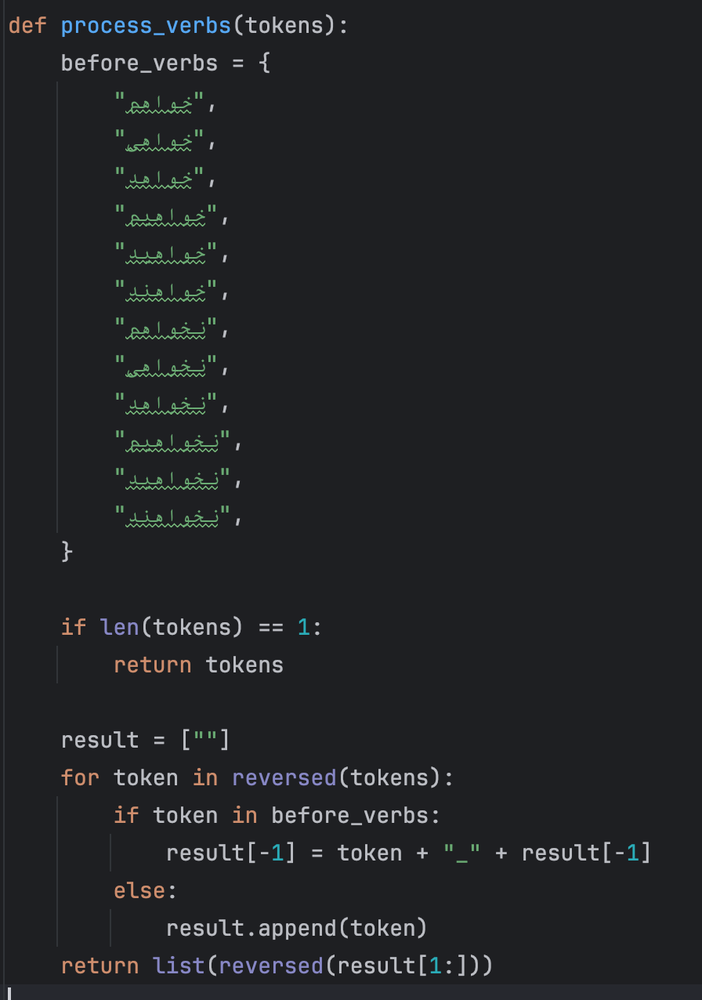 def process_verbs(tokens):
    before_verbs = {
        "خواهم",
        "خواهی",
        "خواهد",
        "خواهیم",
        "خواهید",
        "خواهند",
        "نخواهم",
        "نخواهی",
        "نخواهد",
        "نخواهیم",
        "نخواهید",
        "نخواهند",
    }
    if len(tokens) == 1:
        return tokens
    result = [""]
    for token in reversed(tokens):
        if token in before_verbs:
            result[-1] = token + "_" + result[-1]
        else:
            result.append(token)
    return list(reversed(result[1:]))